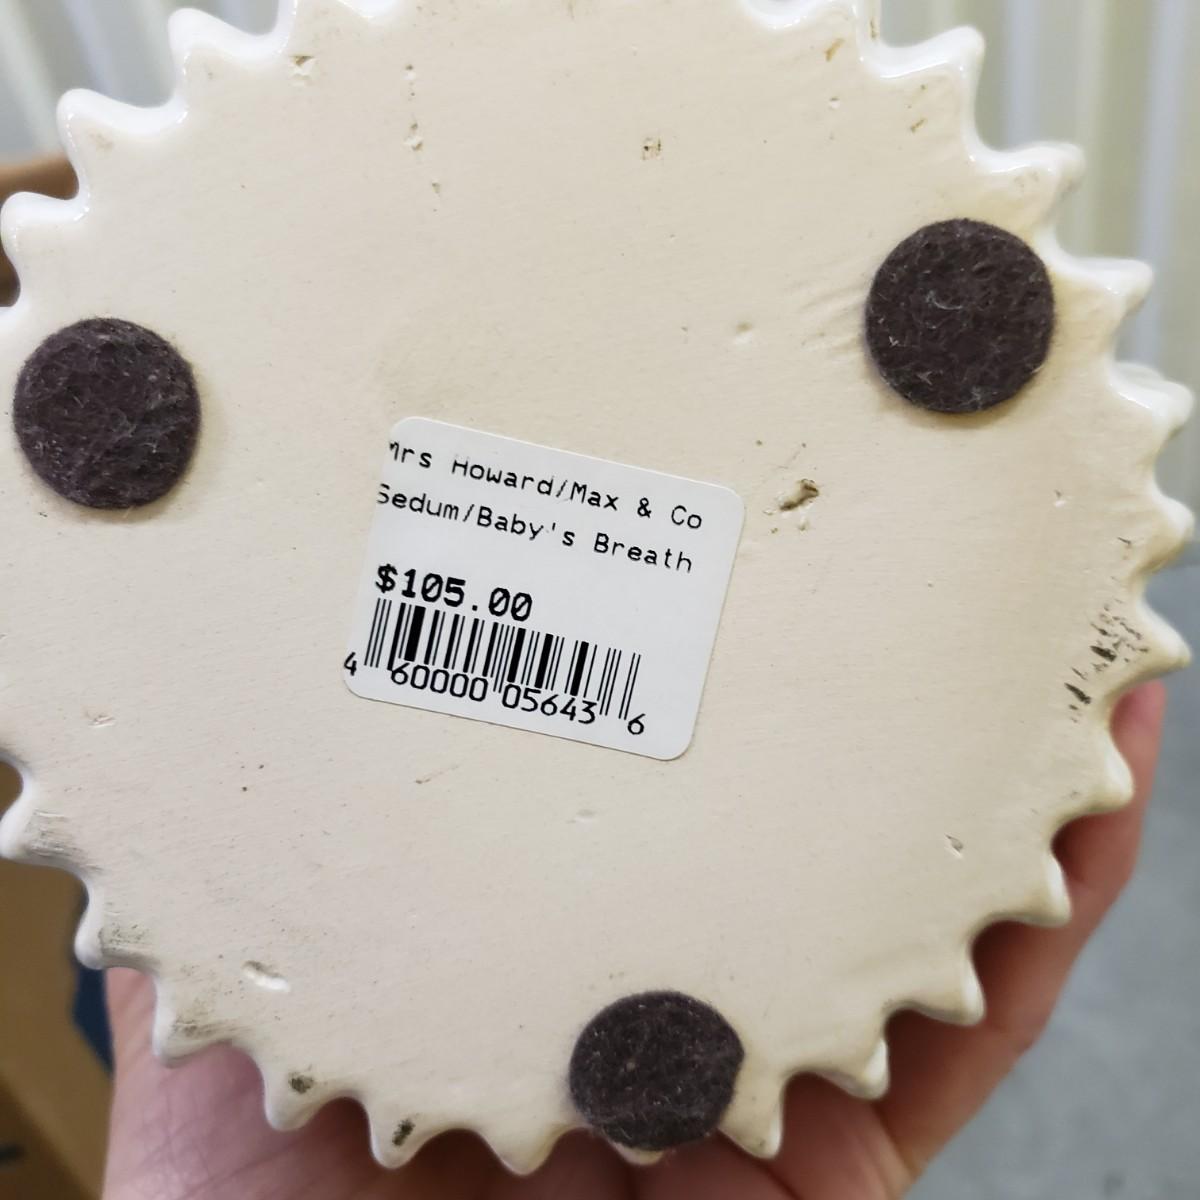 Mrs Howard/Max & Co
Sedum/Baby's Breath
$105.00
4 60000 05643 6